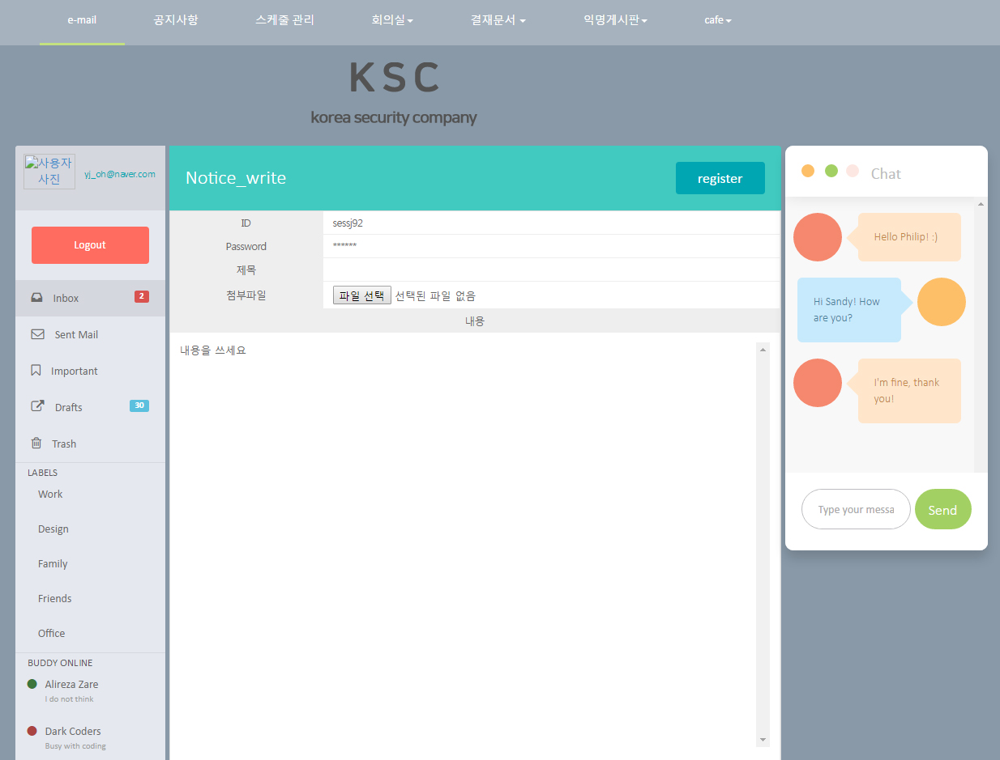 e-mail 공지사항 스케줄 관리 회의실 결재문서 익명게시판 cafe
KSC
korea security company
사용자
사진
yj_oh@naver.com
Logout
Inbox 2
Sent Mail
Important
Drafts 30
Trash
LABELS
Work
Design
Family
Friends
Office
BUDDY ONLINE
Alireza Zare
I do not think
Dark Coders
Busy with coding
Notice_write register
ID sessj92
Password ******
제목
첨부파일 파일 선택 선택된 파일 없음
내용
내용을 쓰세요
Chat
Hello Philip! :)
Hi Sandy! How
are you?
I'm fine, thank
you!
Type your messa Send